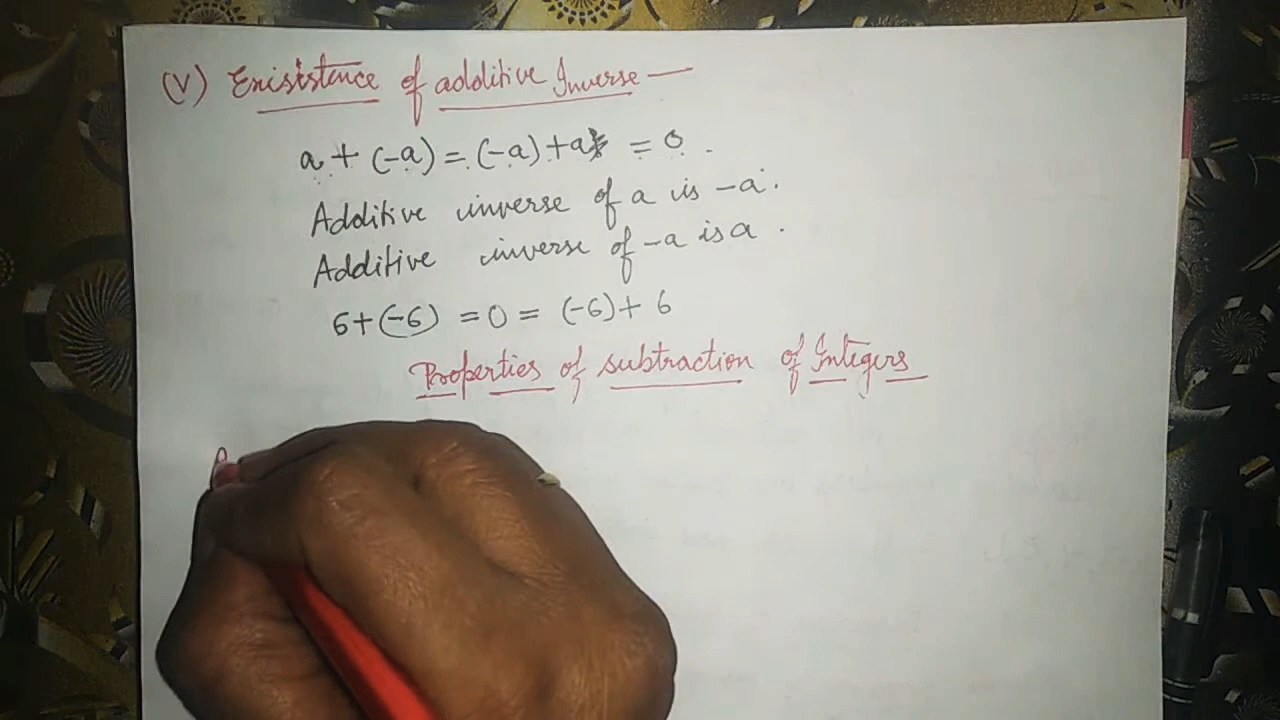 (V) Exisistence of additive Inverse —
a + (-a) = (-a) + a = 0 .
Additive inverse of a is -a.
Additive inverse of -a is a .
6+(-6) = 0 = (-6)+ 6
Properties of subtraction of Integers